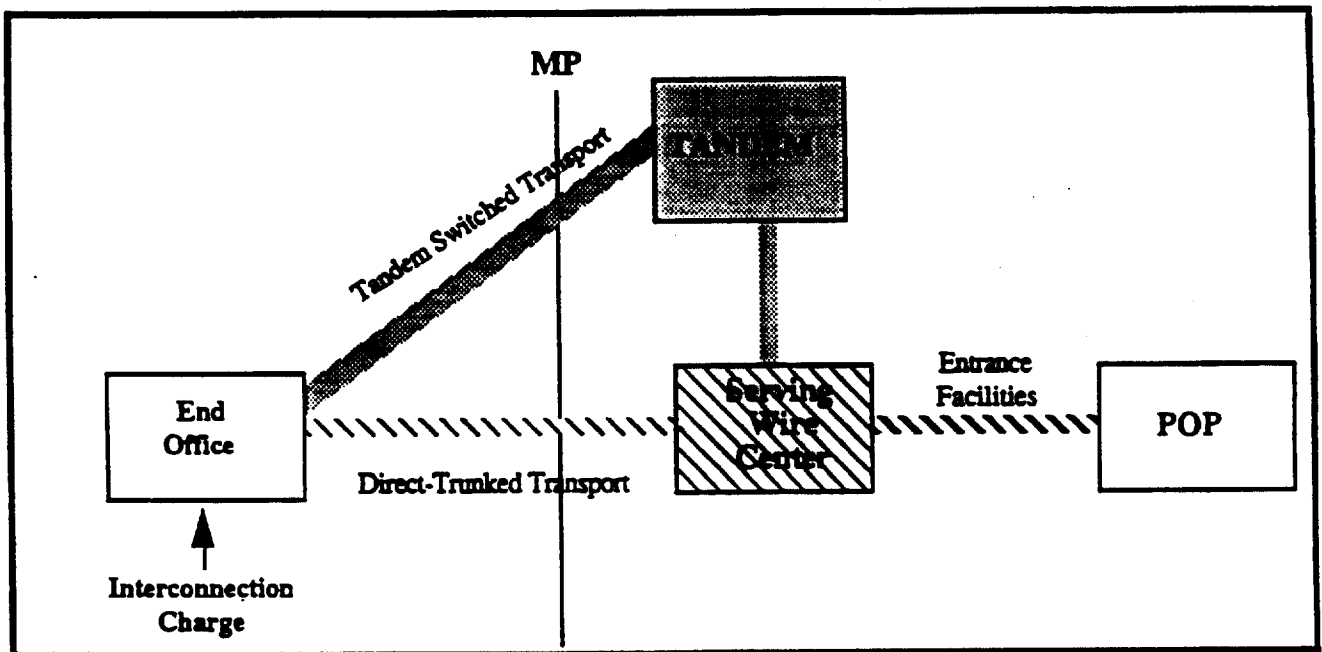 MP
TANDEM
Tandem Switched Transport
End
Office
Serving
Wire
Center
Entrance
Facilities
POP
Direct-Trunked Transport
Interconnection
Charge